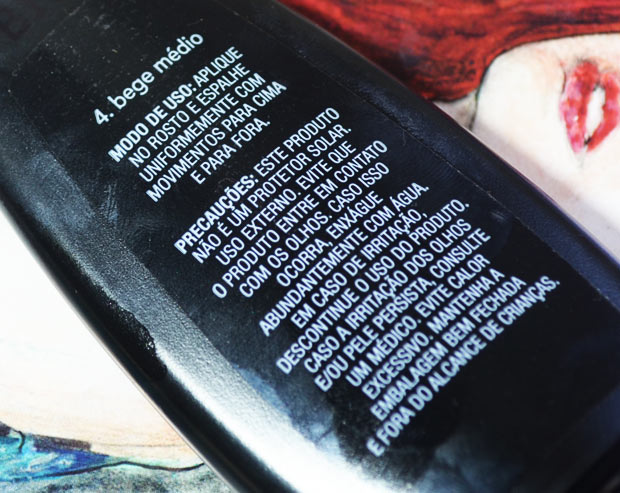 4. bege médio
MODO DE USO: APLIQUE
NO ROSTO E ESPALHE
UNIFORMEMENTE COM
MOVIMENTOS PARA CIMA
E PARA FORA.
PRECAUÇÕES: ESTE PRODUTO
NÃO É UM PROTETOR SOLAR.
USO EXTERNO. EVITE QUE
O PRODUTO ENTRE EM CONTATO
COM OS OLHOS. CASO ISSO
OCORRA, ENXÁGUE
ABUNDANTEMENTE COM ÁGUA.
EM CASO DE IRRITAÇÃO,
DESCONTINUE O USO DO PRODUTO.
CASO A IRRITAÇÃO DOS OLHOS
E/OU PELE PERSISTA, CONSULTE
UM MÉDICO. EVITE CALOR
EXCESSIVO. MANTENHA A
EMBALAGEM BEM FECHADA
E FORA DO ALCANCE DE CRIANÇAS.